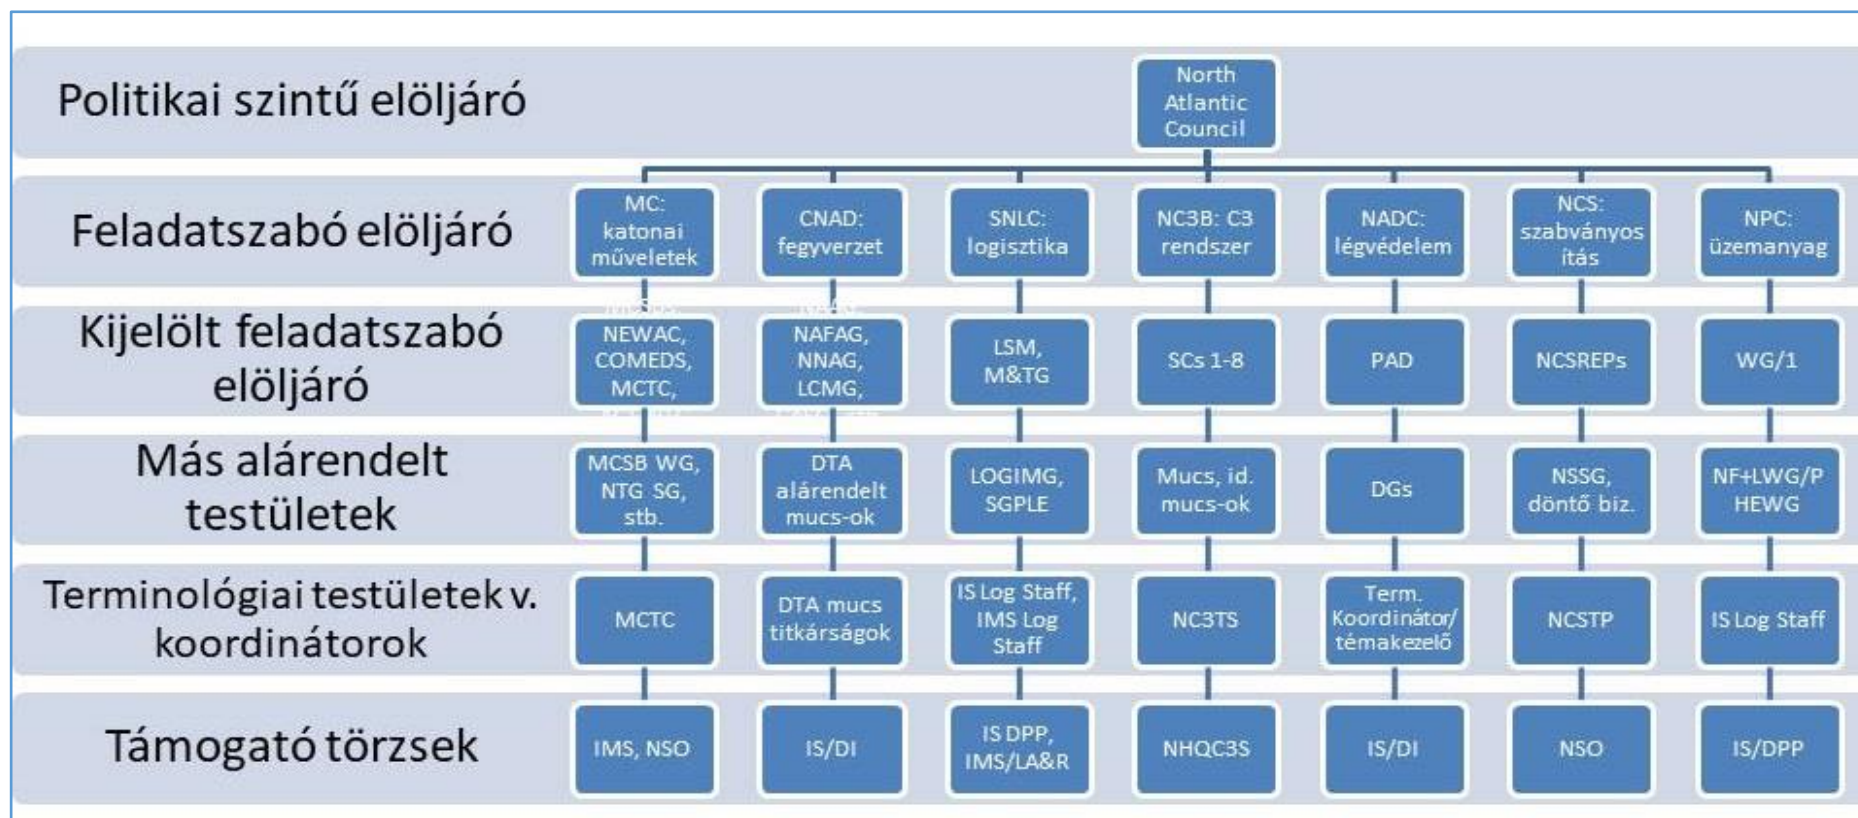 Politikai szintű elöljáró
North
Atlantic
Council
Feladatszabó elöljáró
MC:
katonai
műveletek
CNAD:
fegyverzet
SNLC:
logisztika
NC3B: C3
rendszer
NADC:
légvédelem
NCS:
szabványos
ítás
NPC:
üzemanyag
Kijelölt feladatszabó
elöljáró
NEWAC,
COMEDS,
MCTC,
NAFAG,
NNAG,
LCMG,
LSM,
M&TG
SCs 1-8
PAD
NCSREPs
WG/1
Más alárendelt
testületek
MCSB WG,
NTG SG,
stb.
DTA
alárendelt
mucs-ok
LOGIMG,
SGPLE
Mucs, id.
mucs-ok
DGs
NSSG,
döntő biz.
NF+LWG/P
HEWG
Terminológiai testületek v.
koordinátorok
MCTC
DTA mucs
titkárságok
IS Log Staff,
IMS Log
Staff
NC3TS
Term.
Koordinátor/
témakezelő
NCSTP
IS Log Staff
Támogató törzsek
IMS, NSO
IS/DI
IS DPP,
IMS/LA&R
NHQC3S
IS/DI
NSO
IS/DPP